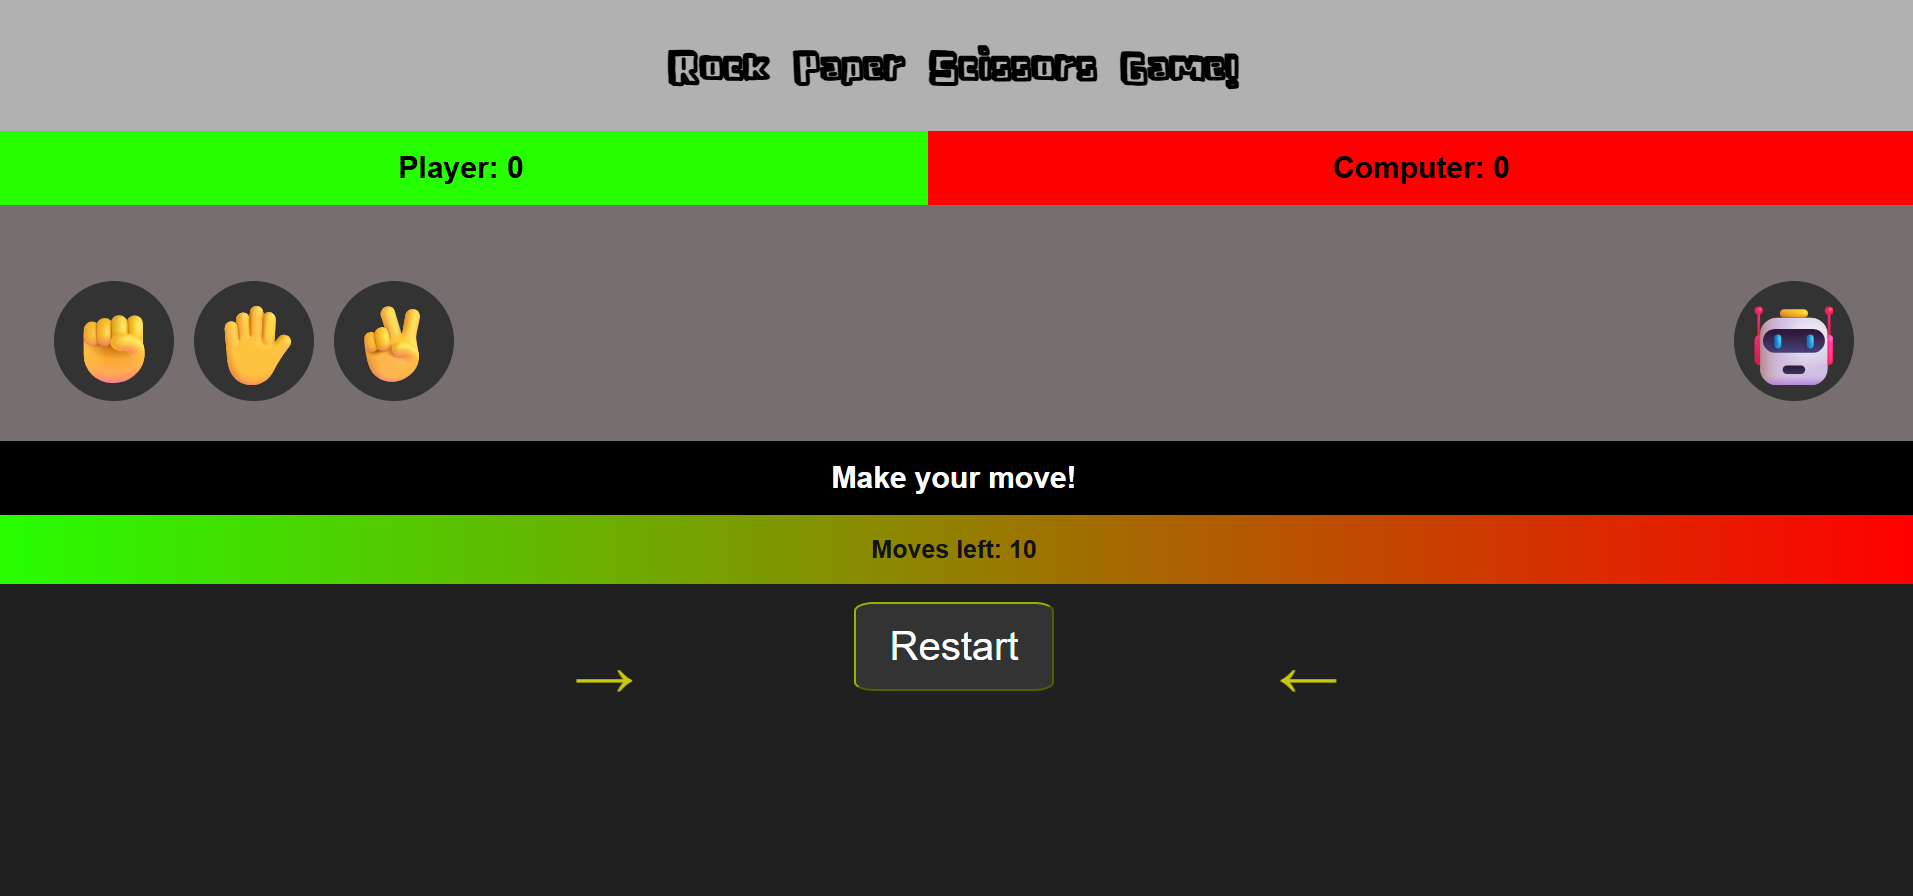 Rock Paper Scissors Game!
Player: 0
Computer: 0
Make your move!
Moves left: 10
Restart
→
←